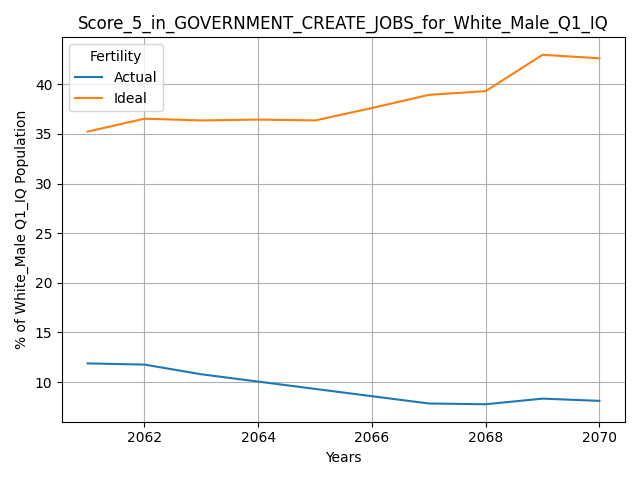 Score_5_in_GOVERNMENT_CREATE_JOBS_for_White_Male_Q1_IQ
Fertility
Actual
Ideal
% of White_Male Q1_IQ Population
40
35
30
25
20
15
10
2062
2064
2066
2068
2070
Years